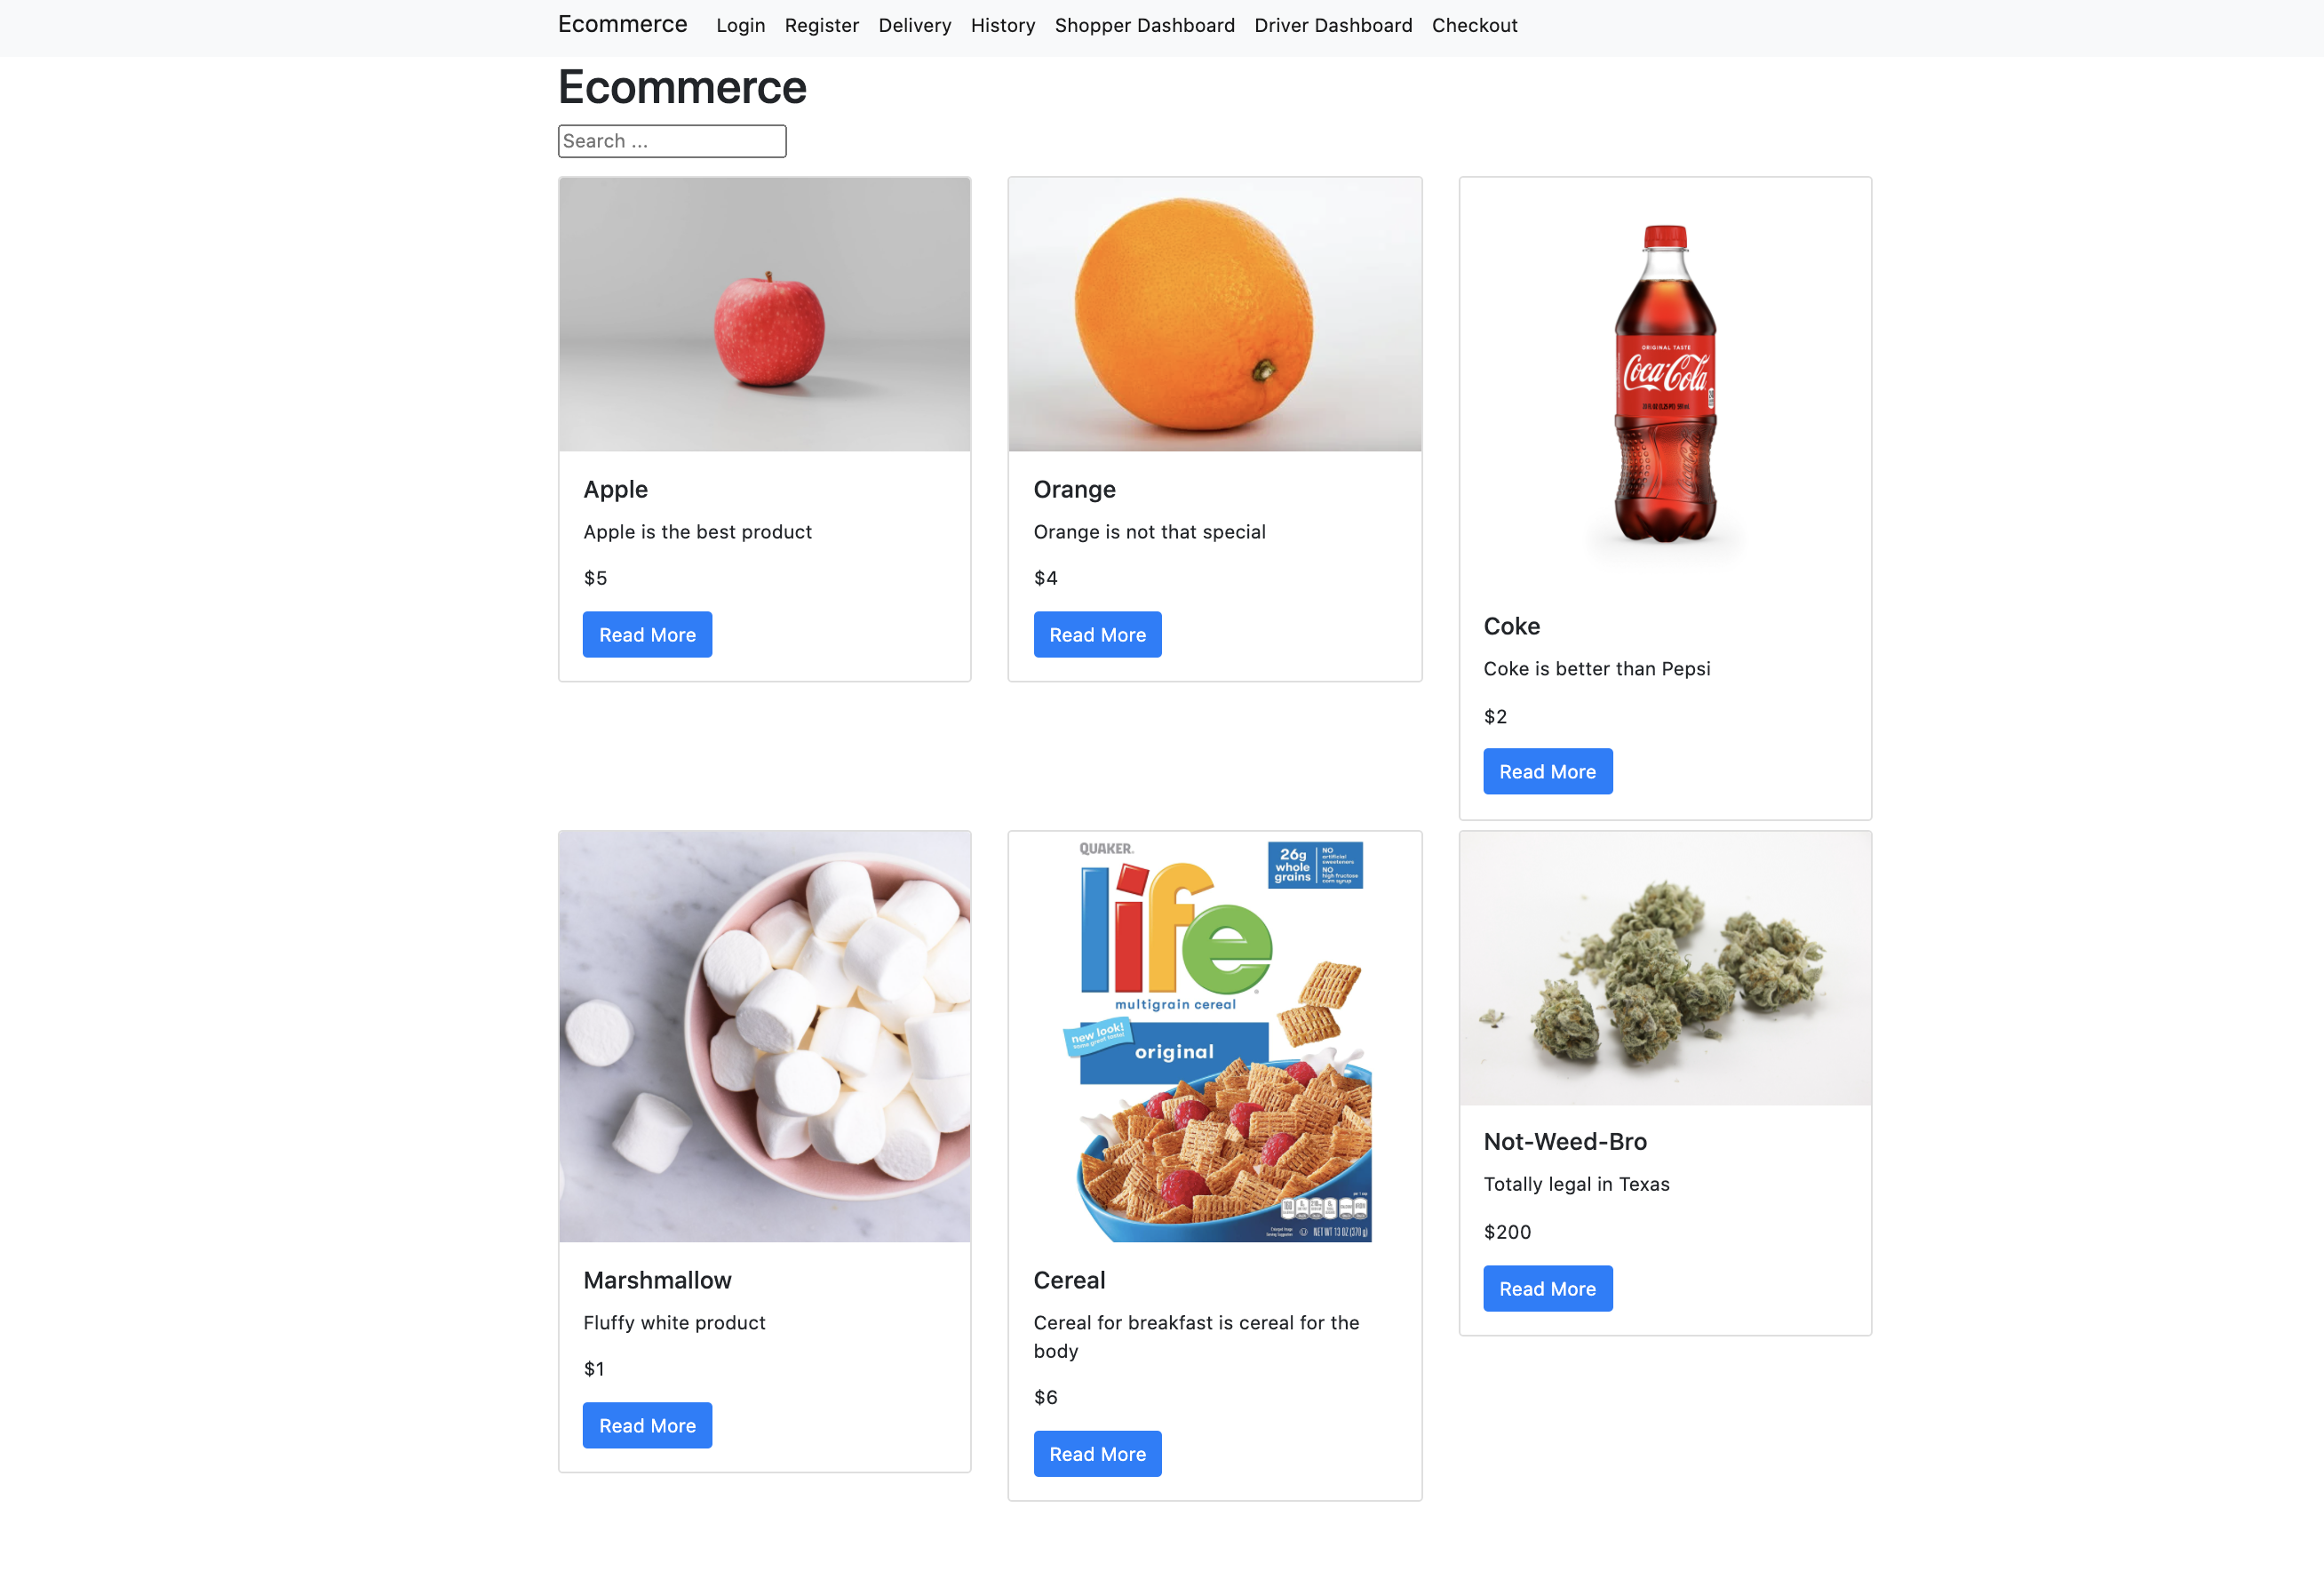 Ecommerce Login Register Delivery History Shopper Dashboard Driver Dashboard Checkout
Ecommerce
Search ...
Apple
Apple is the best product
$5
Read More
Orange
Orange is not that special
$4
Read More
ORIGINAL TASTE
Coca-Cola
Coke
Coke is better than Pepsi
$2
Read More
Marshmallow
Fluffy white product
$1
Read More
QUAKER
26g
whole
grains
NO
artificial
sweeteners
NO
high fructose
corn syrup
life
multigrain cereal
new look!
original
NET WT 13 OZ (370 g)
Cereal
Cereal for breakfast is cereal for the
body
$6
Read More
Not-Weed-Bro
Totally legal in Texas
$200
Read More